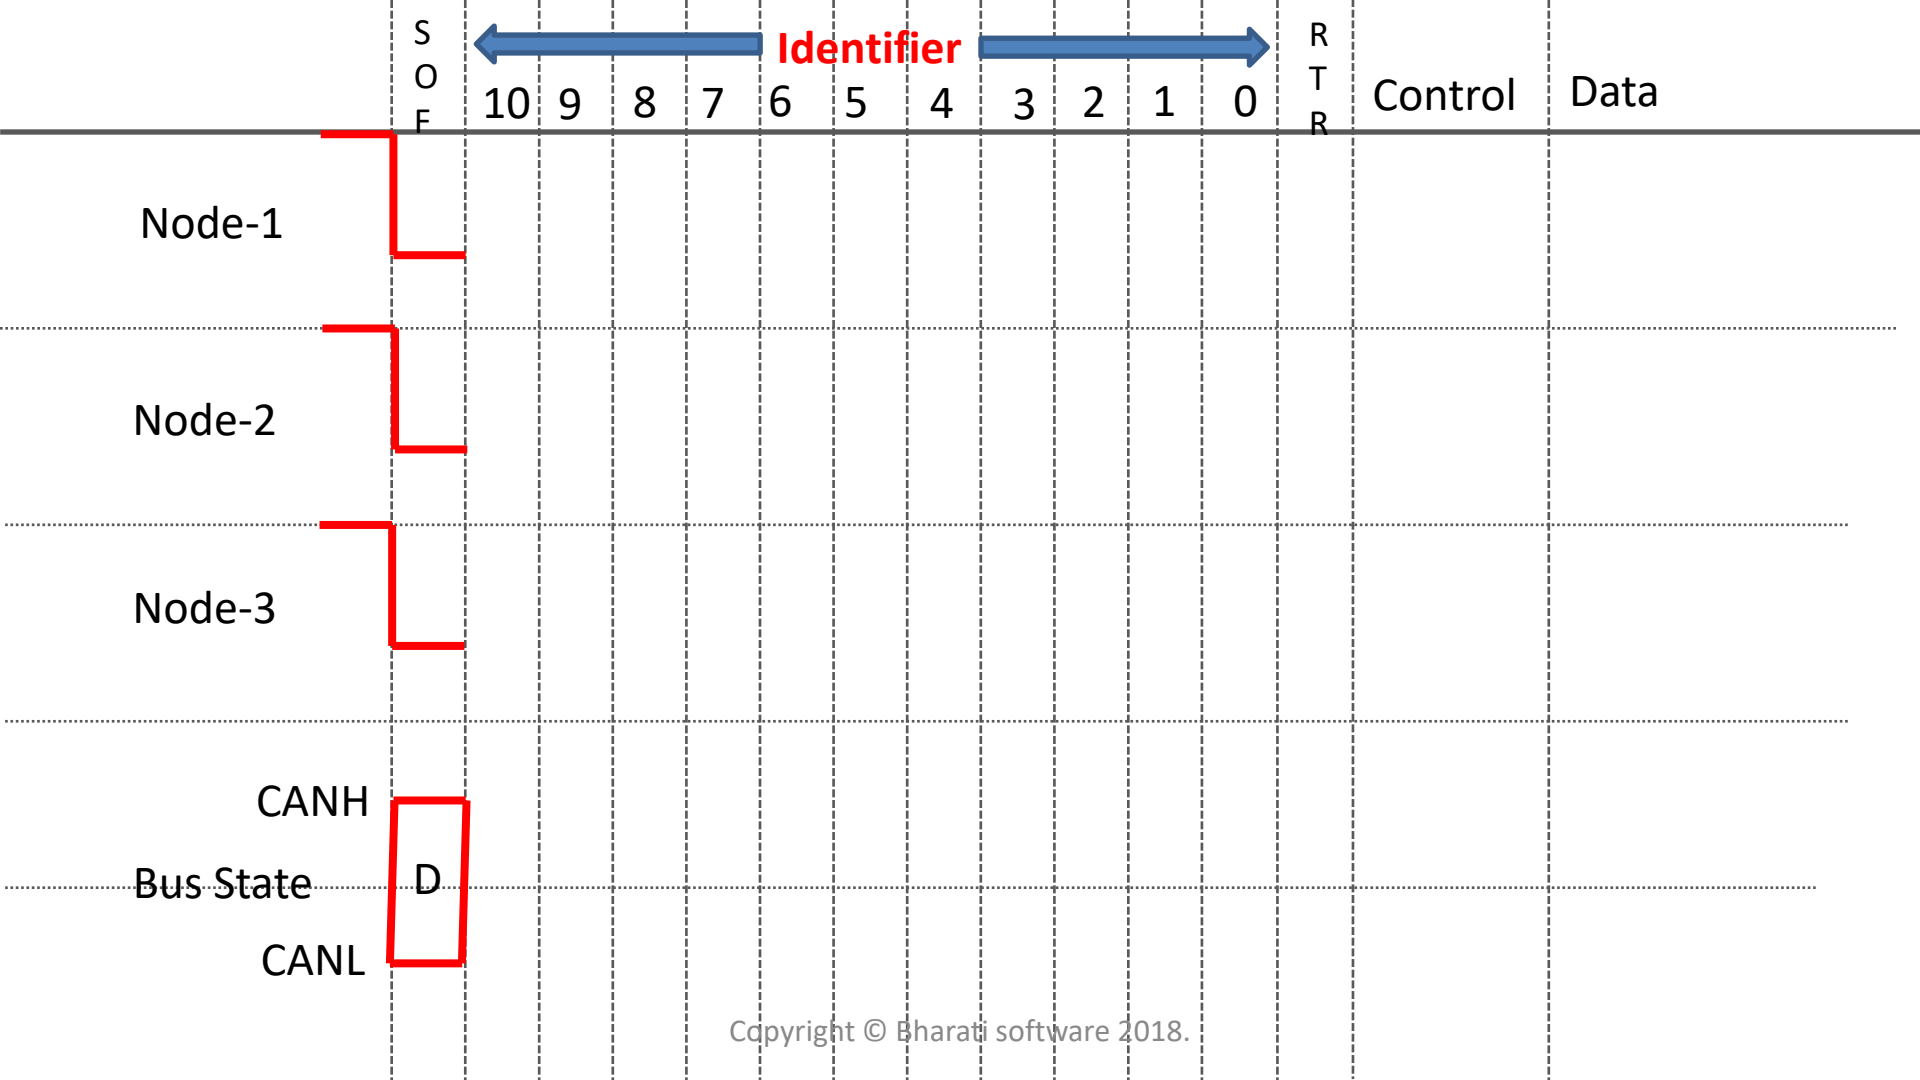 S
O
F
Identifier
R
T
R
10 9 8 7 6 5 4 3 2 1 0
Control
Data
Node-1
Node-2
Node-3
CANH
Bus State
D
CANL
Copyright © Bharati software 2018.